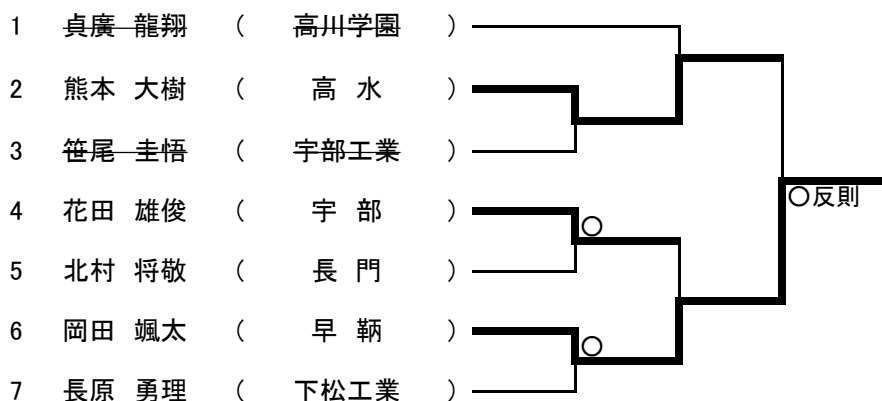 1 貞廣 龍翔 ( 高川学園 )
2 熊本 大樹 ( 高 水 )
3 笹尾 圭悟 ( 宇部工業 )
○反則
4 花田 雄俊 ( 宇 部 ) ○
5 北村 将敬 ( 長 門 )
6 岡田 颯太 ( 早 鞆 ) ○
7 長原 勇理 ( 下松工業 )